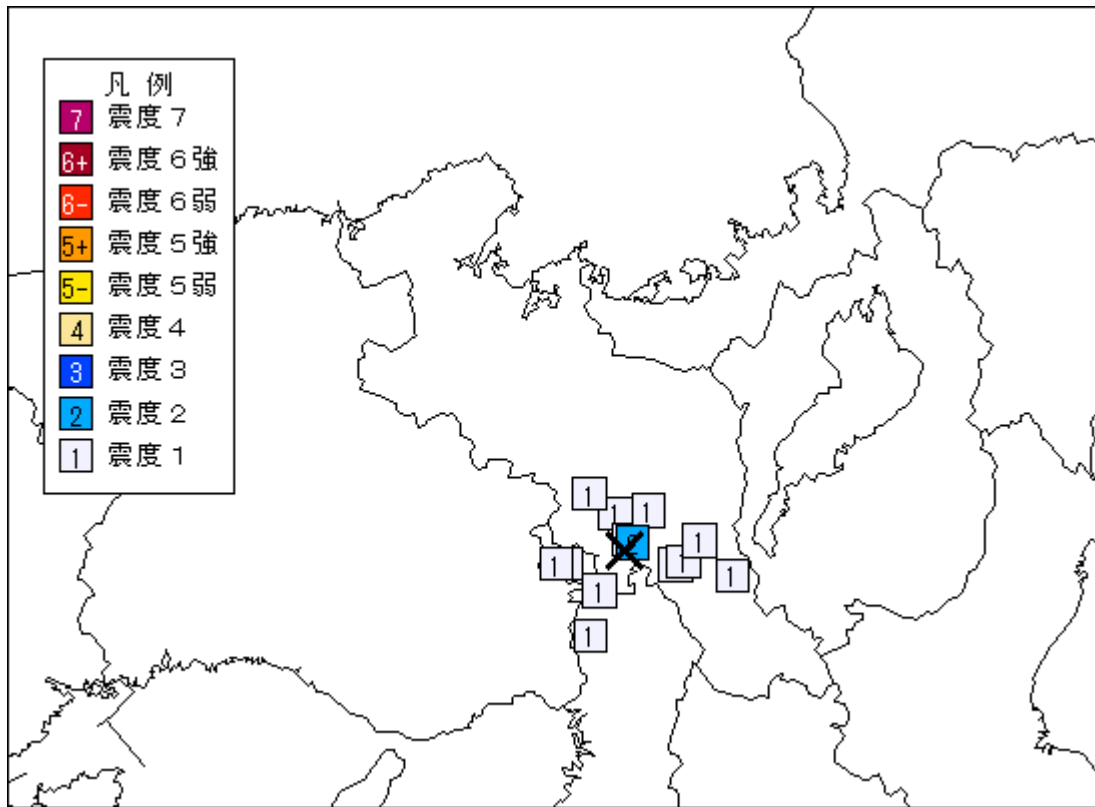 凡 例
7 震度７
6+ 震度６強
6- 震度６弱
5+ 震度５強
5- 震度５弱
4 震度４
3 震度３
2 震度２
1 震度１
1
1 1
2
1
1 1
1
1
1